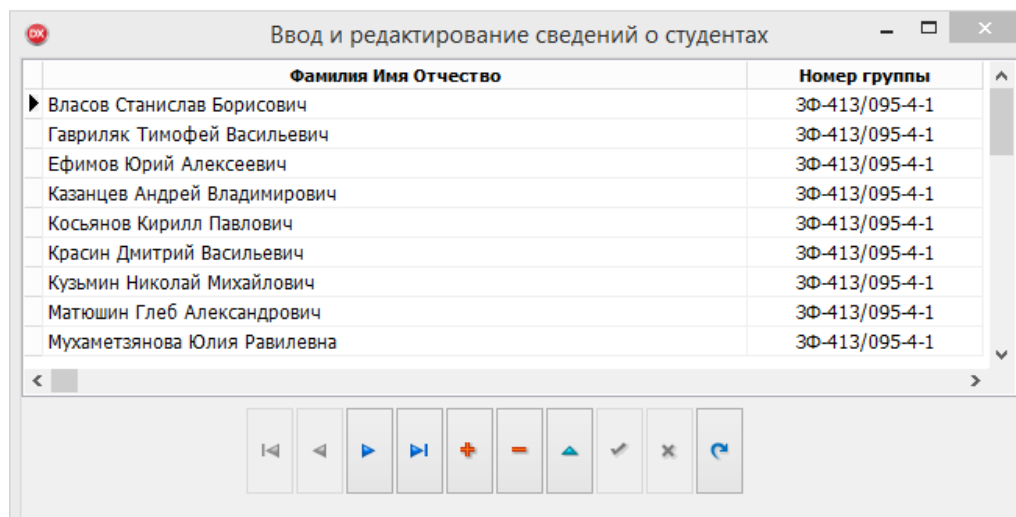 DX Ввод и редактирование сведений о студентах
Фамилия Имя Отчество Номер группы
Власов Станислав Борисович ЗФ-413/095-4-1
Гавриляк Тимофей Васильевич ЗФ-413/095-4-1
Ефимов Юрий Алексеевич ЗФ-413/095-4-1
Казанцев Андрей Владимирович ЗФ-413/095-4-1
Косьянов Кирилл Павлович ЗФ-413/095-4-1
Красин Дмитрий Васильевич ЗФ-413/095-4-1
Кузьмин Николай Михайлович ЗФ-413/095-4-1
Матюшин Глеб Александрович ЗФ-413/095-4-1
Мухаметзянова Юлия Равилевна ЗФ-413/095-4-1